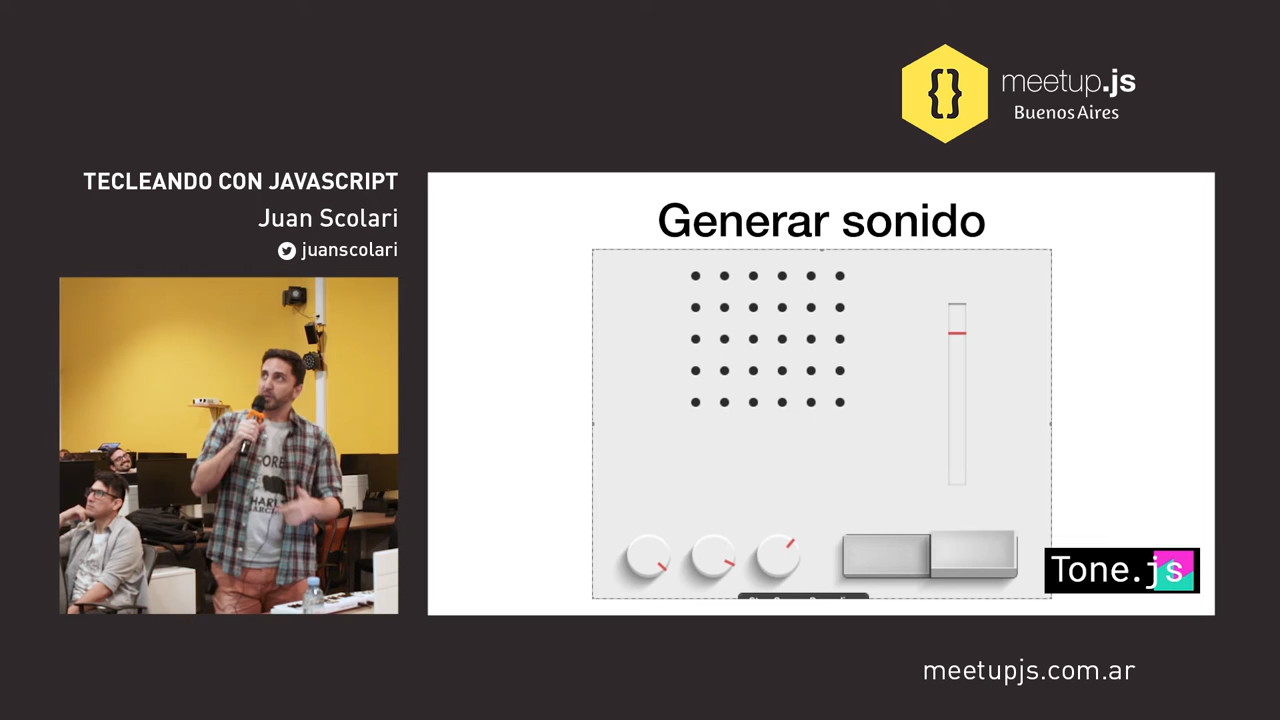 {} meetup.js
Buenos Aires
TECLEANDO CON JAVASCRIPT
Juan Scolari
juanscolari
Generar sonido
Tone.js
meetupjs.com.ar